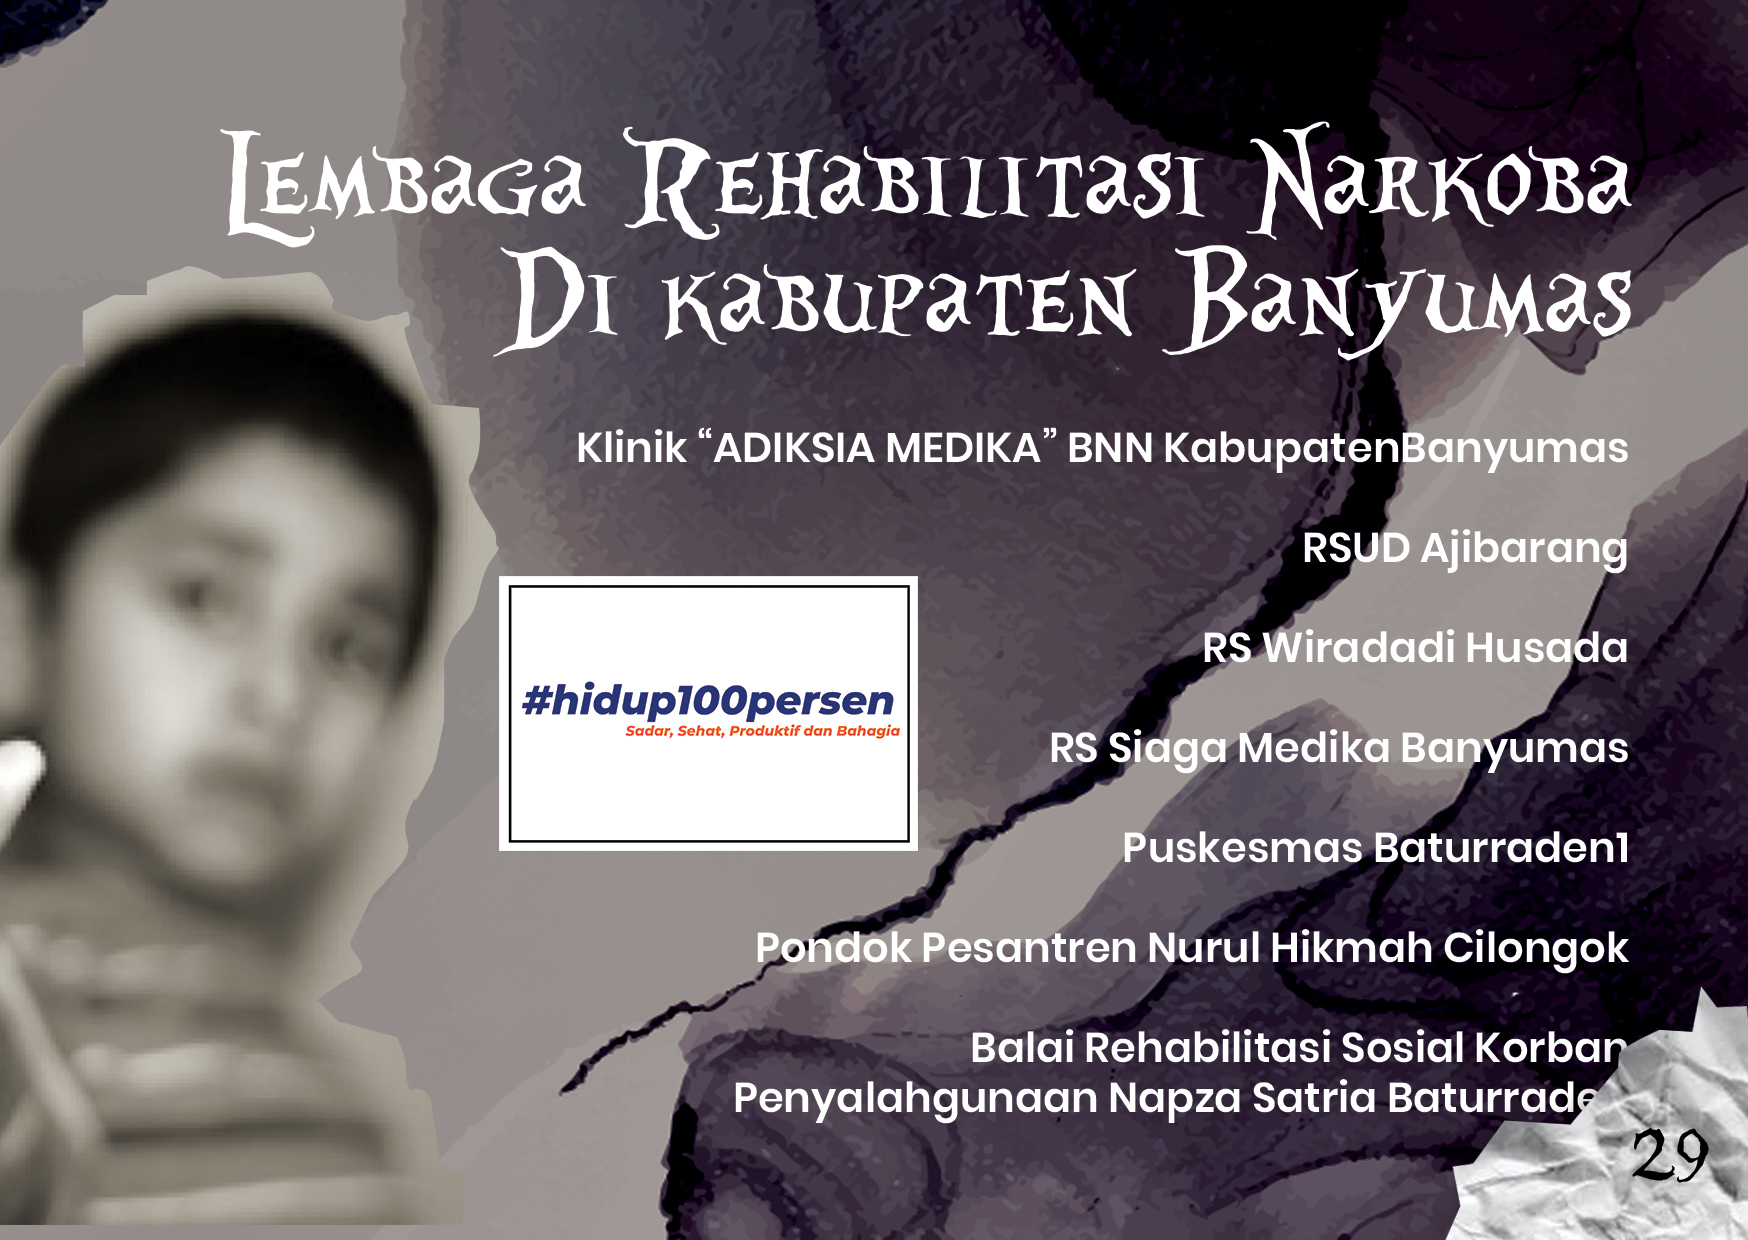 Lembaga Rehabilitasi Narkoba
Di kabupaten Banyumas
Klinik “ADIKSIA MEDIKA” BNN KabupatenBanyumas
RSUD Ajibarang
RS Wiradadi Husada
#hidup100persen
Sadar, Sehat, Produktif dan Bahagia
RS Siaga Medika Banyumas
Puskesmas Baturraden1
Pondok Pesantren Nurul Hikmah Cilongok
Balai Rehabilitasi Sosial Korban
Penyalahgunaan Napza Satria
29